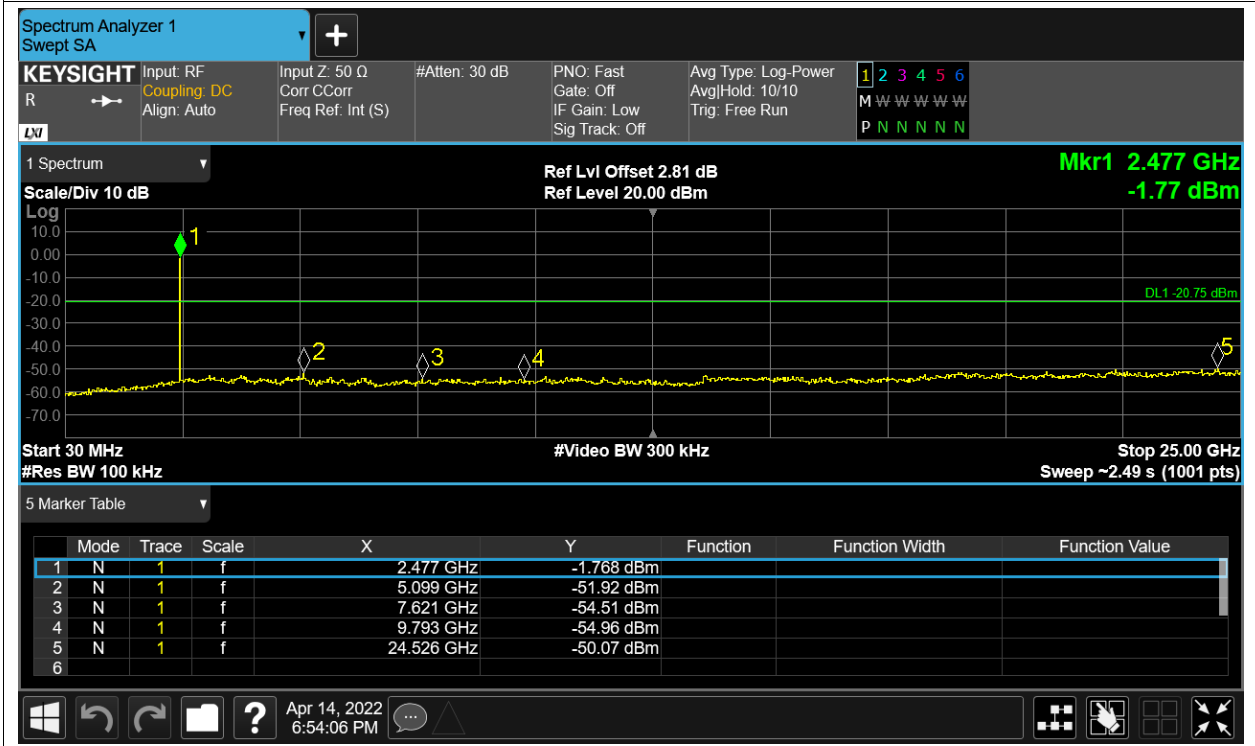 Spectrum Analyzer 1
Swept SA
+
KEYSIGHT
R
LXI
Input: RF
Coupling: DC
Align: Auto
Input Z: 50 Ω
Corr CCorr
Freq Ref: Int (S)
#Atten: 30 dB
PNO: Fast
Gate: Off
IF Gain: Low
Sig Track: Off
Avg Type: Log-Power
Avg|Hold: 10/10
Trig: Free Run
1 2 3 4 5 6
M W W W W W
P N N N N N
1 Spectrum
Scale/Div 10 dB
Ref Lvl Offset 2.81 dB
Ref Level 20.00 dBm
Mkr1 2.477 GHz
-1.77 dBm
Log
10.0
0.00
-10.0
-20.0
-30.0
-40.0
-50.0
-60.0
-70.0
1
2
3
4
5
DL1 -20.75 dBm
Start 30 MHz
#Res BW 100 kHz
#Video BW 300 kHz
Stop 25.00 GHz
Sweep ~2.49 s (1001 pts)
5 Marker Table
Mode Trace Scale X Y Function Function Width Function Value
1 N 1 f 2.477 GHz -1.768 dBm
2 N 1 f 5.099 GHz -51.92 dBm
3 N 1 f 7.621 GHz -54.51 dBm
4 N 1 f 9.793 GHz -54.96 dBm
5 N 1 f 24.526 GHz -50.07 dBm
6
?
Apr 14, 2022
6:54:06 PM